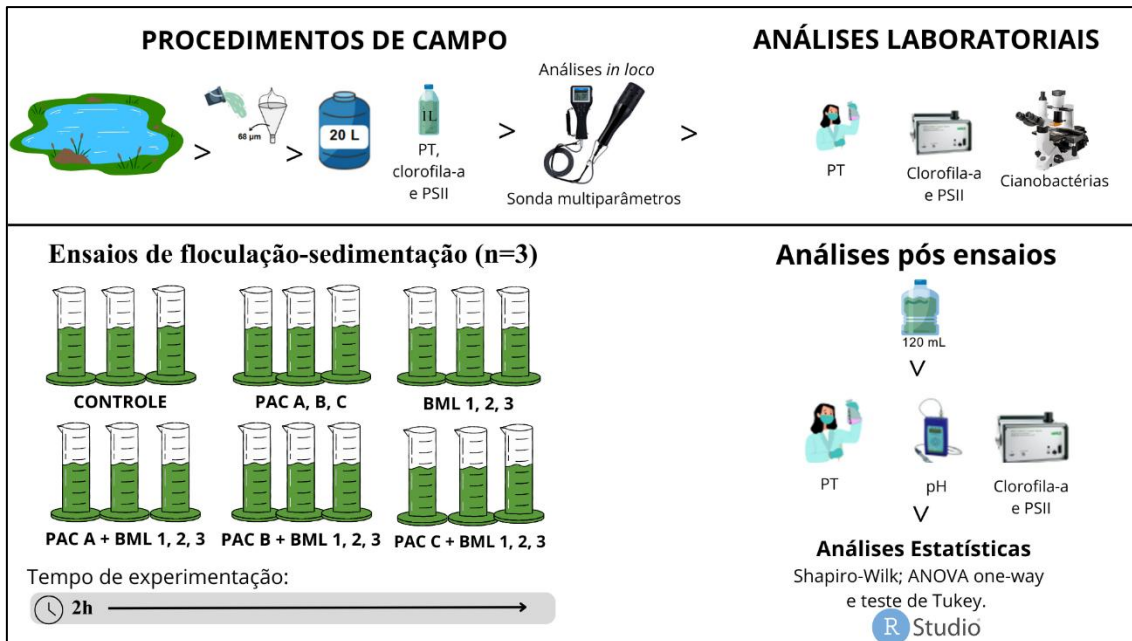 PROCEDIMENTOS DE CAMPO
68 µm
20 L
1L
PT,
clorofila-a
e PSII
Análises in loco
Sonda multiparâmetros
ANÁLISES LABORATORIAIS
PT
Clorofila-a
e PSII
Cianobactérias
Ensaios de floculação-sedimentação (n=3)
CONTROLE
PAC A, B, C
BML 1, 2, 3
PAC A + BML 1, 2, 3
PAC B + BML 1, 2, 3
PAC C + BML 1, 2, 3
Tempo de experimentação:
2h
Análises pós ensaios
120 mL
PT
pH
Clorofila-a
e PSII
Análises Estatísticas
Shapiro-Wilk; ANOVA one-way
e teste de Tukey.
R Studio